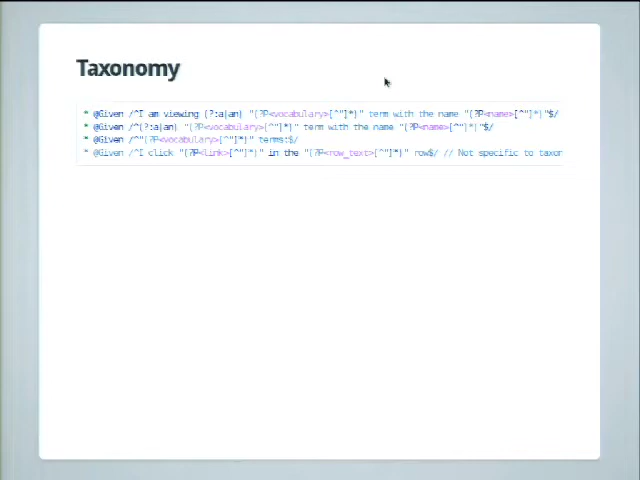 Taxonomy
* @Given /^I am viewing (?:a|an) "(?P<vocabulary>[^"]*)" term with the name "(?P<name>[^"]*)"$/
* @Given /^(?:a|an) "(?P<vocabulary>[^"]*)" term with the name "(?P<name>[^"]*)"$/
* @Given /^"(?P<vocabulary>[^"]*)" terms:$/
* @Given /^I click "(?P<link>[^"]*)" in the "(?P<row_text>[^"]*)" row$/ // Not specific to taxon